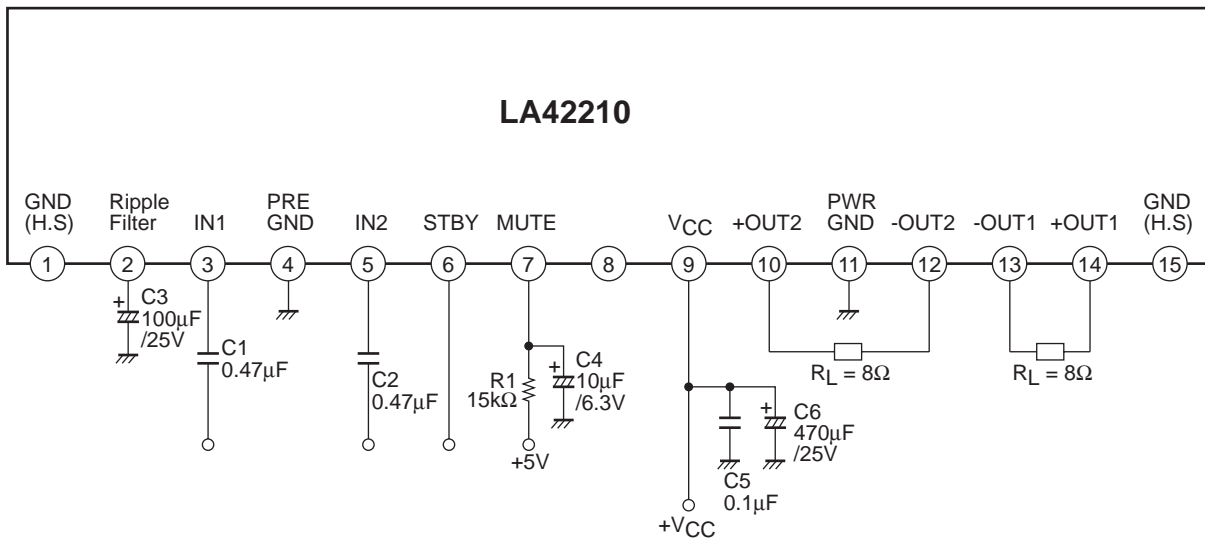 LA42210
GND
(H.S)
Ripple
Filter
IN1
PRE
GND
IN2
STBY
MUTE
VCC
+OUT2
PWR
GND
-OUT2
-OUT1
+OUT1
GND
(H.S)
1
2
3
4
5
6
7
8
9
10
11
12
13
14
15
+
C3
100μF
/25V
C1
0.47μF
C2
0.47μF
R1
15kΩ
+5V
+
C4
10μF
/6.3V
RL = 8Ω
RL = 8Ω
+
C6
470μF
/25V
C5
0.1μF
+VCC